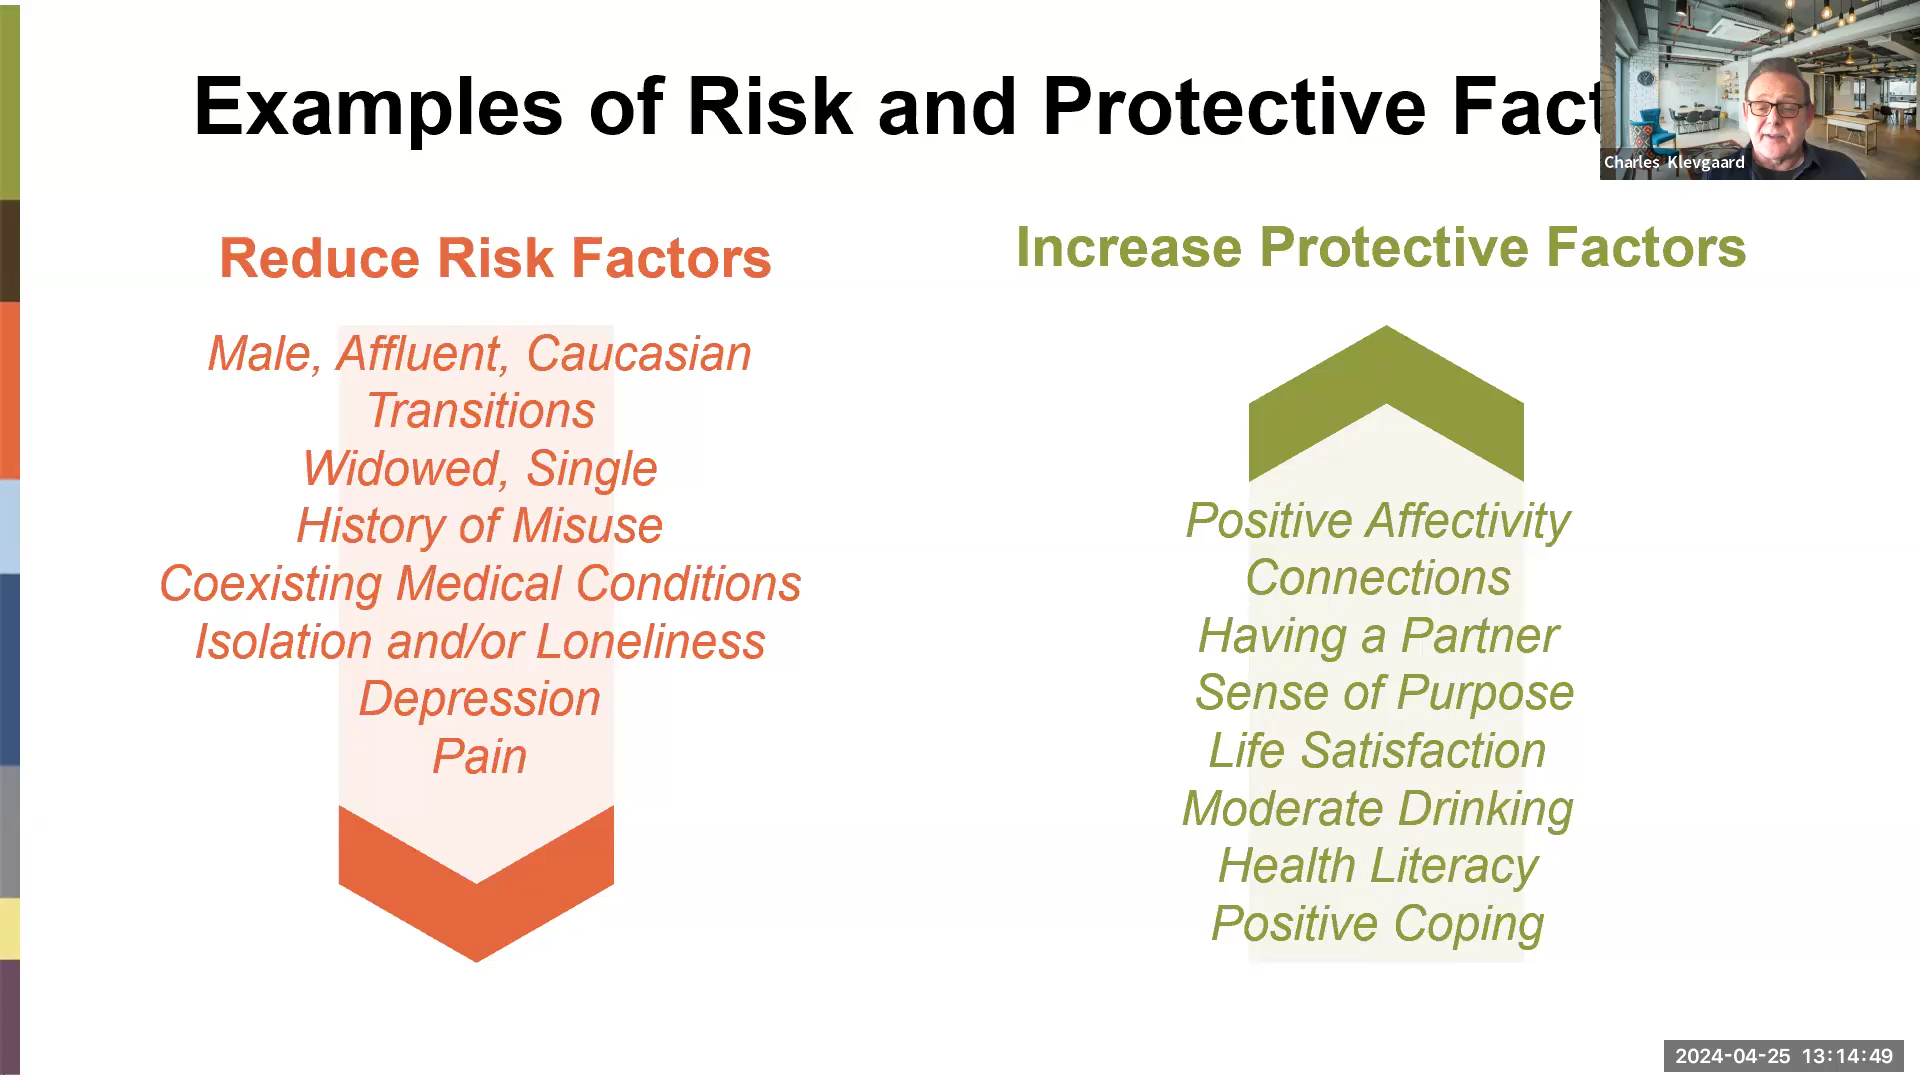 Examples of Risk and Protective Fact
Charles Klevgaard
Reduce Risk Factors
Male, Affluent, Caucasian
Transitions
Widowed, Single
History of Misuse
Coexisting Medical Conditions
Isolation and/or Loneliness
Depression
Pain
Increase Protective Factors
Positive Affectivity
Connections
Having a Partner
Sense of Purpose
Life Satisfaction
Moderate Drinking
Health Literacy
Positive Coping
2024-04-25 13:14:49